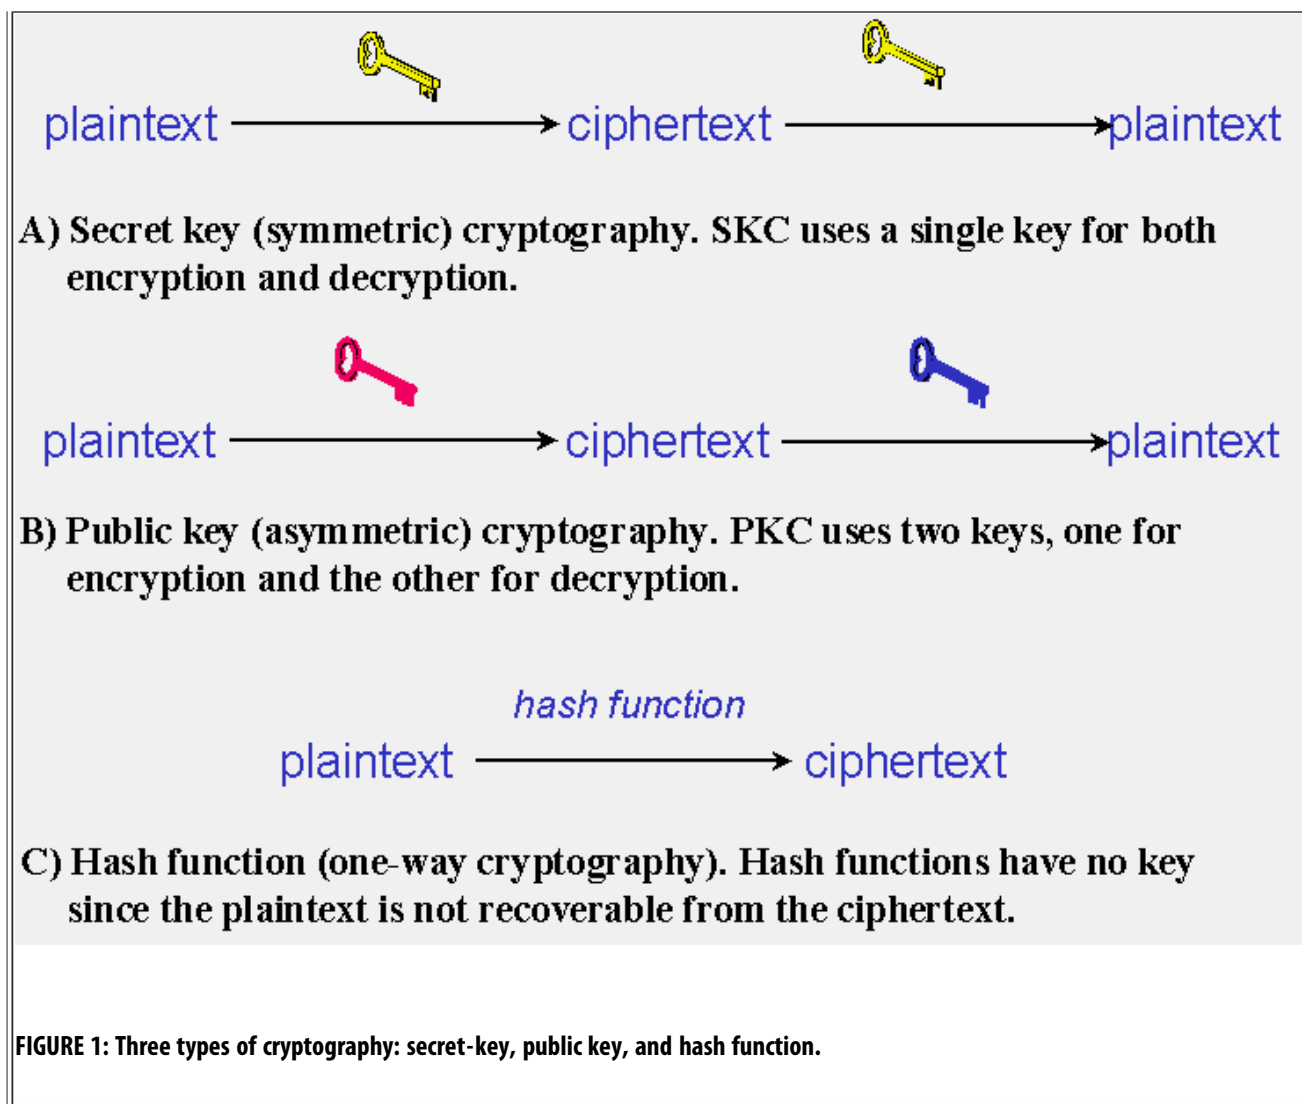 plaintext ciphertext plaintext
A) Secret key (symmetric) cryptography. SKC uses a single key for both
encryption and decryption.
plaintext ciphertext plaintext
B) Public key (asymmetric) cryptography. PKC uses two keys, one for
encryption and the other for decryption.
hash function
plaintext ciphertext
C) Hash function (one-way cryptography). Hash functions have no key
since the plaintext is not recoverable from the ciphertext.
FIGURE 1: Three types of cryptography: secret-key, public key, and hash function.